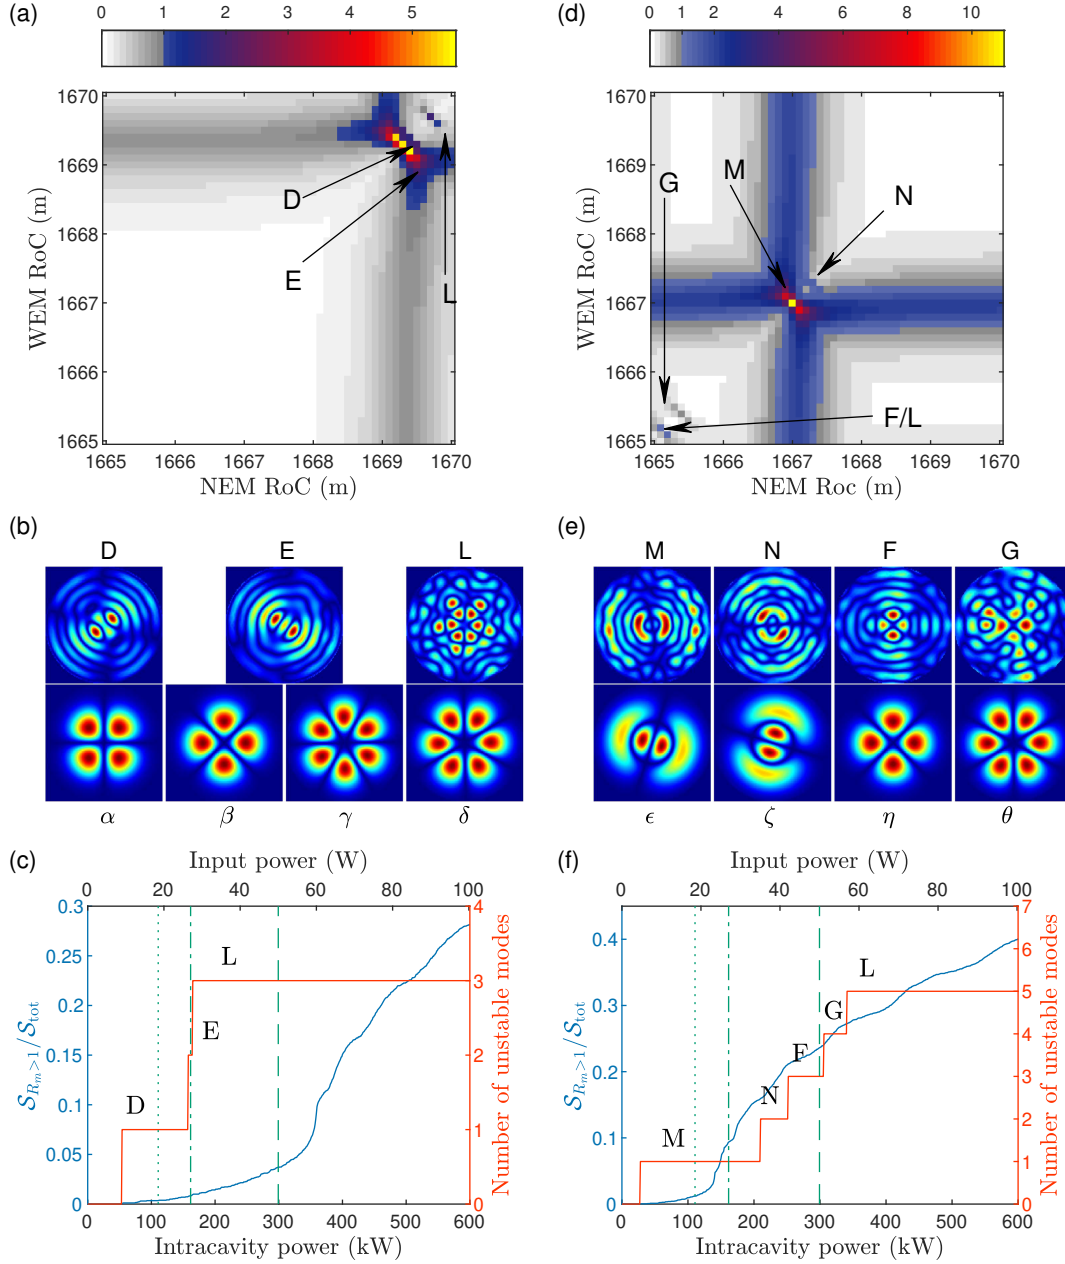 (a)
0 1 2 3 4 5
1670
1669
1668
1667
1666
1665
WEM RoC (m)
D
E
L
1665 1666 1667 1668 1669 1670
NEM RoC (m)
(d)
0 1 2 4 6 8 10
1670
1669
1668
1667
1666
1665
WEM RoC (m)
G
M
N
F/L
1665 1666 1667 1668 1669 1670
NEM Roc (m)
(b)
D E L
α β γ δ
(e)
M N F G
ϵ ζ η θ
(c)
Input power (W)
0 20 40 60 80 100
0.3
0.25
0.2
0.15
0.1
0.05
0
S_{R_m>1}/S_tot
L
E
D
4
3
2
1
0
Number of unstable modes
0 100 200 300 400 500 600
Intracavity power (kW)
(f)
Input power (W)
0 20 40 60 80 100
0.4
0.3
0.2
0.1
0
S_{R_m>1}/S_tot
L
G
F
N
M
7
6
5
4
3
2
1
0
Number of unstable modes
0 100 200 300 400 500 600
Intracavity power (kW)